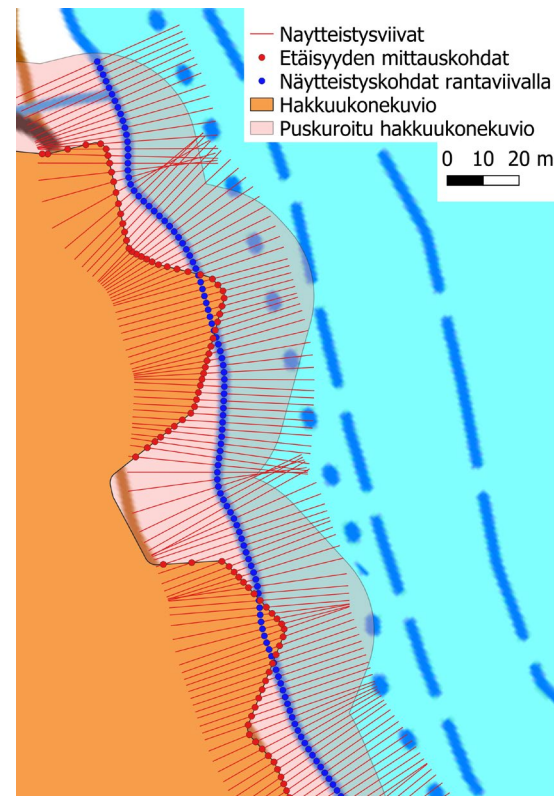 Naytteistysviivat
Etäisyyden mittauskohdat
Näytteistyskohdat rantaviivalla
Hakkuukonekuvio
Puskuroitu hakkuukonekuvio
0 10 20 m